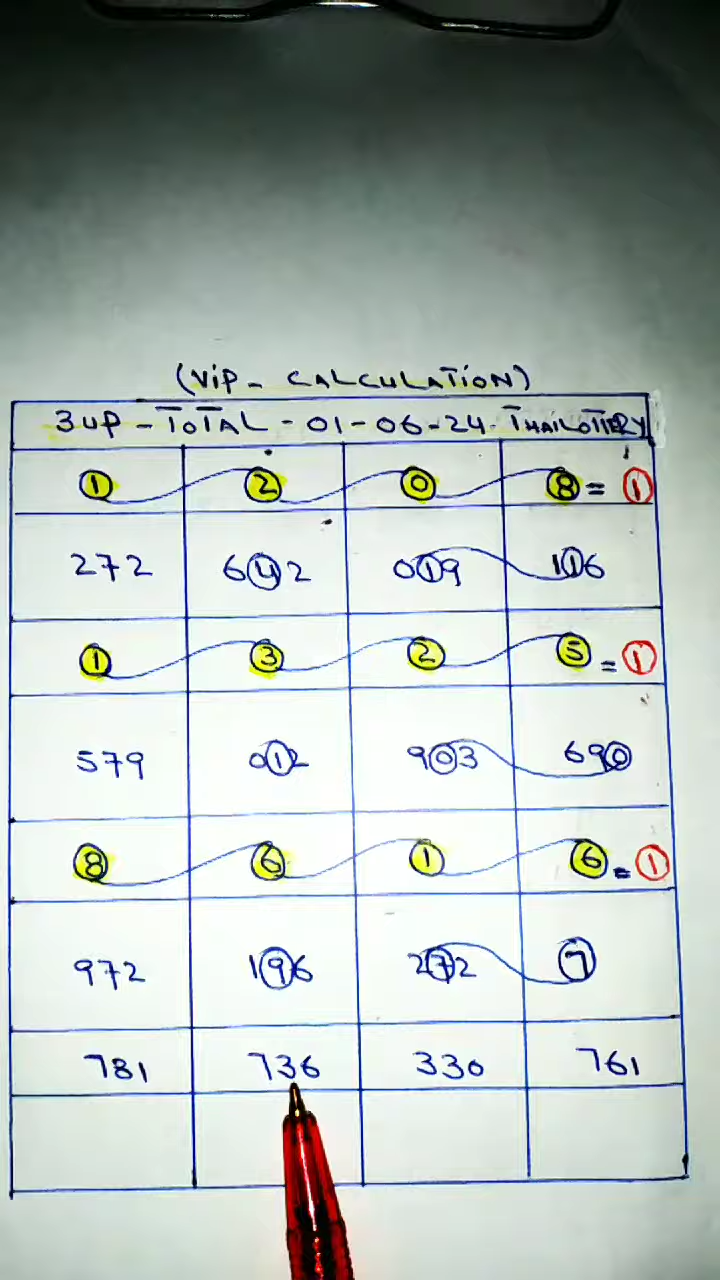 (ViP - CALCULATION)
3UP - TOTAL - 01-06-24. THAILOTTERY
1 2 0 8 = 1
272 642 019 116
1 3 2 5 = 1
579 012 903 690
8 6 1 6 = 1
972 196 272 7
781 736 330 761